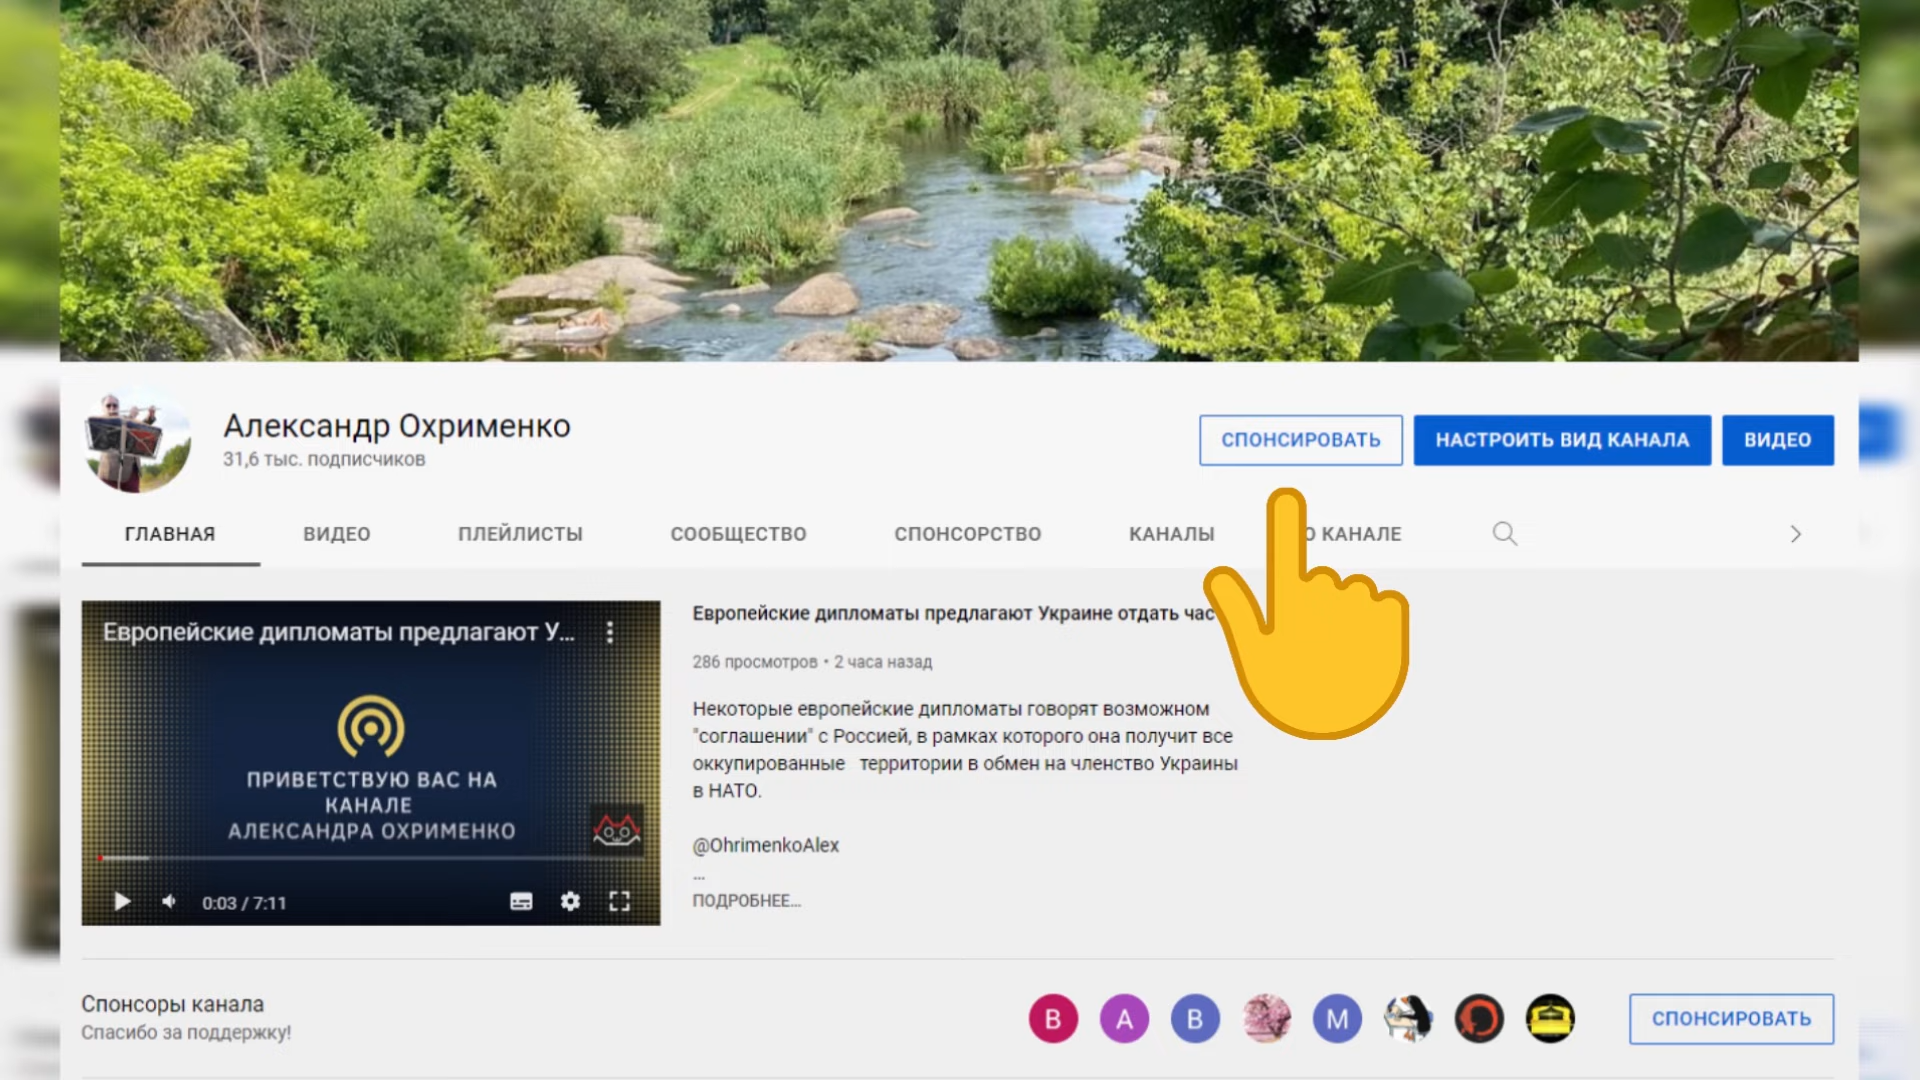 Александр Охрименко
31,6 тыс. подписчиков
СПОНСИРОВАТЬ
НАСТРОИТЬ ВИД КАНАЛА
ВИДЕО
ГЛАВНАЯ
ВИДЕО
ПЛЕЙЛИСТЫ
СООБЩЕСТВО
СПОНСОРСТВО
КАНАЛЫ
О КАНАЛЕ
Европейские дипломаты предлагают У...
ПРИВЕТСТВУЮ ВАС НА
КАНАЛЕ
АЛЕКСАНДРА ОХРИМЕНКО
0:03 / 7:11
Европейские дипломаты предлагают Украине отдать час
286 просмотров • 2 часа назад
Некоторые европейские дипломаты говорят возможном
"соглашении" с Россией, в рамках которого она получит все
оккупированные территории в обмен на членство Украины
в НАТО.
@OhrimenkoAlex
...
ПОДРОБНЕЕ...
Спонсоры канала
Спасибо за поддержку!
В
А
В
М
СПОНСИРОВАТЬ